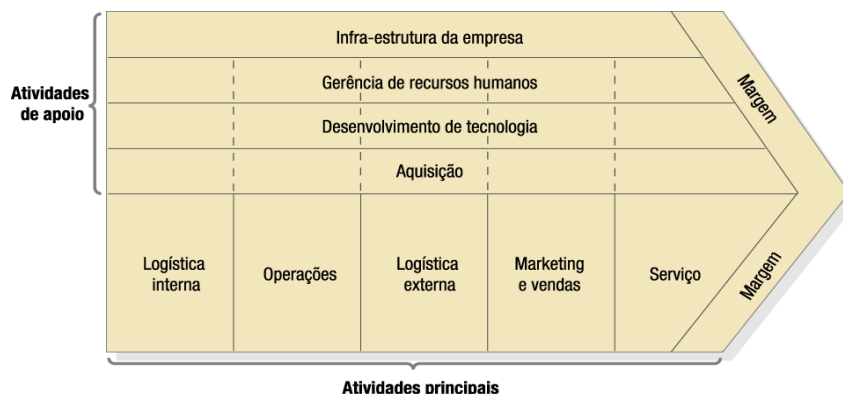 Infra-estrutura da empresa
Gerência de recursos humanos
Atividades
de apoio
Desenvolvimento de tecnologia
Aquisição
Margem
Logística
interna
Operações
Logística
externa
Marketing
e vendas
Serviço
Margem
Atividades principais